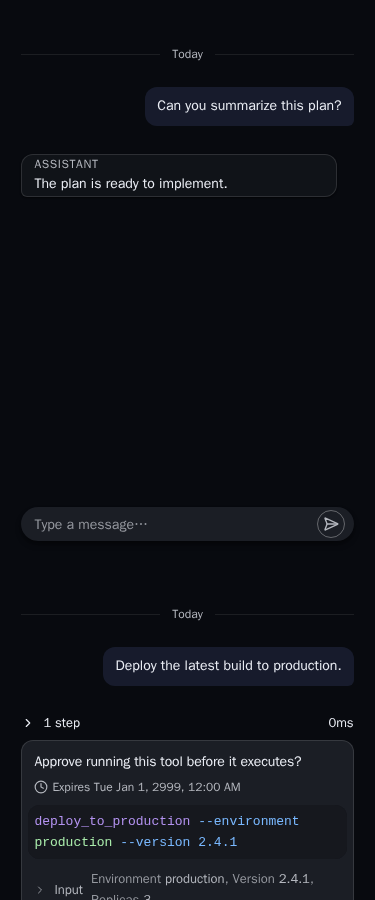 Today
Can you summarize this plan?
ASSISTANT
The plan is ready to implement.
Type a message⋯
Today
Deploy the latest build to production.
1 step 0ms
Approve running this tool before it executes?
Expires Tue Jan 1, 2999, 12:00 AM
deploy_to_production --environment
production --version 2.4.1
Input Environment production, Version 2.4.1,
Replicas 3